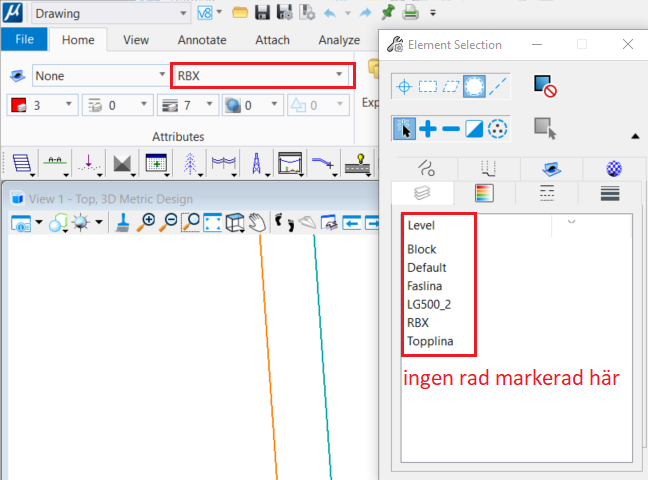 Drawing
File Home View Annotate Attach Analyze
None RBX
3 0 7 0 0
Exp
Attributes
View 1 - Top, 3D Metric Design
Element Selection
Level
Block
Default
Faslina
LG500_2
RBX
Topplina
ingen rad markerad här